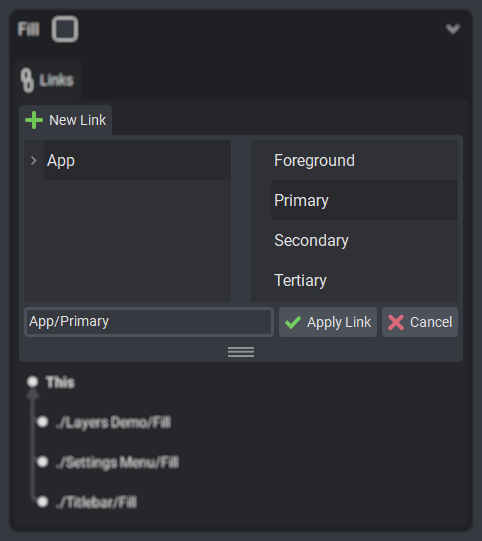 Fill
Links
New Link
App
Foreground
Primary
Secondary
Tertiary
App/Primary
Apply Link
Cancel
This
./Layers Demo/Fill
./Settings Menu/Fill
./Titlebar/Fill